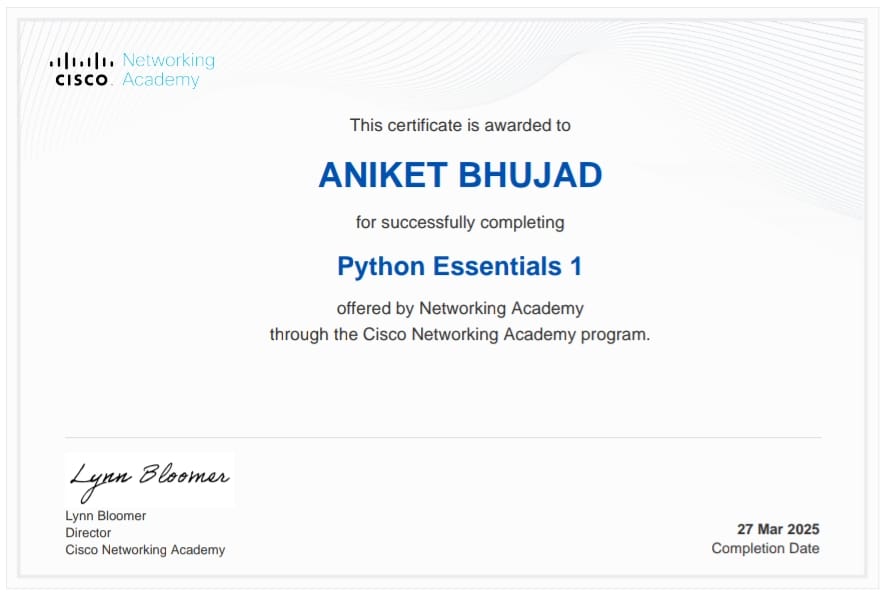 Networking
CISCO Academy
This certificate is awarded to
ANIKET BHUJAD
for successfully completing
Python Essentials 1
offered by Networking Academy
through the Cisco Networking Academy program.
Lynn Bloomer
Lynn Bloomer
Director
Cisco Networking Academy
27 Mar 2025
Completion Date